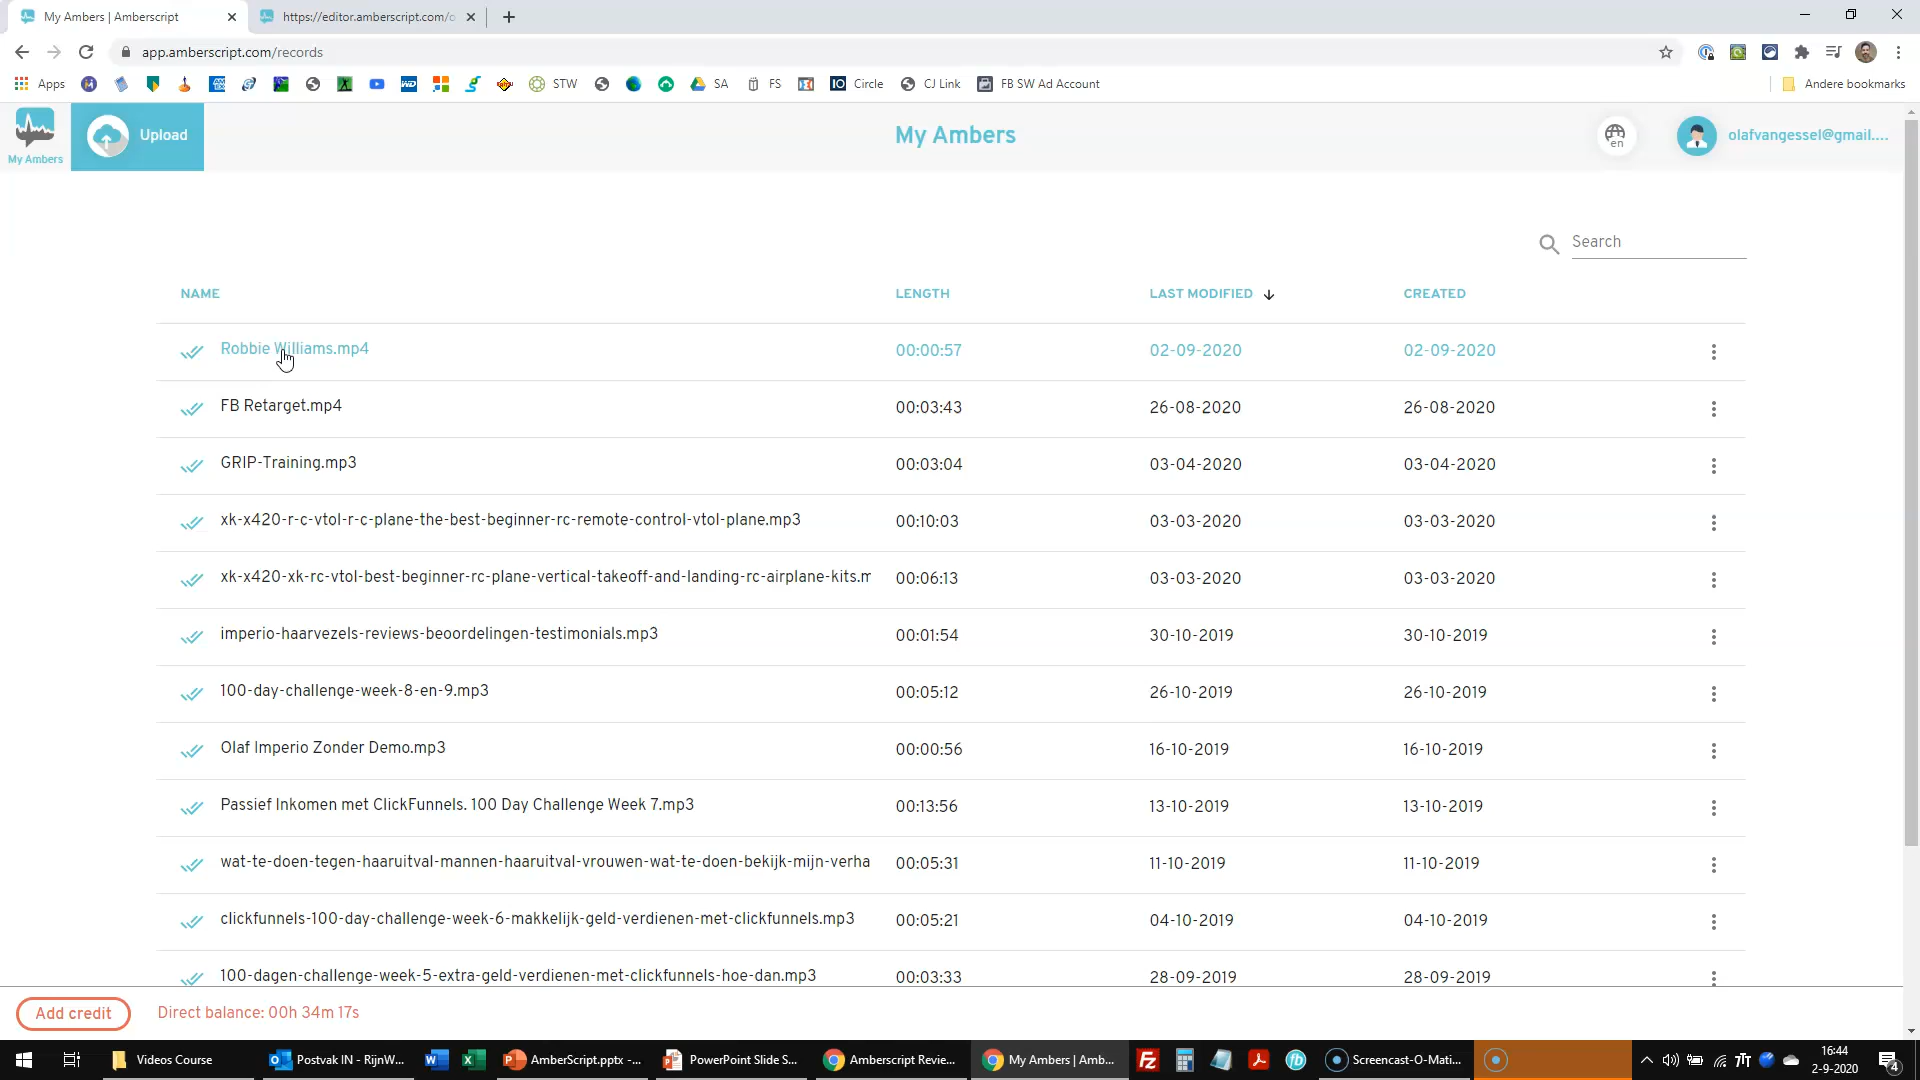 My Ambers | Amberscript
https://editor.amberscript.com/o
app.amberscript.com/records
Apps
STW
SA
FS
Circle
CJ Link
FB SW Ad Account
Andere bookmarks
My Ambers
Upload
My Ambers
en
olafvangessel@gmail....
Search
NAME LENGTH LAST MODIFIED CREATED
Robbie Williams.mp4 00:00:57 02-09-2020 02-09-2020
FB Retarget.mp4 00:03:43 26-08-2020 26-08-2020
GRIP-Training.mp3 00:03:04 03-04-2020 03-04-2020
xk-x420-r-c-vtol-r-c-plane-the-best-beginner-rc-remote-control-vtol-plane.mp3 00:10:03 03-03-2020 03-03-2020
xk-x420-xk-rc-vtol-best-beginner-rc-plane-vertical-takeoff-and-landing-rc-airplane-kits.m 00:06:13 03-03-2020 03-03-2020
imperio-haarvezels-reviews-beoordelingen-testimonials.mp3 00:01:54 30-10-2019 30-10-2019
100-day-challenge-week-8-en-9.mp3 00:05:12 26-10-2019 26-10-2019
Olaf Imperio Zonder Demo.mp3 00:00:56 16-10-2019 16-10-2019
Passief Inkomen met ClickFunnels. 100 Day Challenge Week 7.mp3 00:13:56 13-10-2019 13-10-2019
wat-te-doen-tegen-haaruitval-mannen-haaruitval-vrouwen-wat-te-doen-bekijk-mijn-verha 00:05:31 11-10-2019 11-10-2019
clickfunnels-100-day-challenge-week-6-makkelijk-geld-verdienen-met-clickfunnels.mp3 00:05:21 04-10-2019 04-10-2019
100-dagen-challenge-week-5-extra-geld-verdienen-met-clickfunnels-hoe-dan.mp3 00:03:33 28-09-2019 28-09-2019
Add credit
Direct balance: 00h 34m 17s
Videos Course
Postvak IN - RijnW...
AmberScript.pptx -...
PowerPoint Slide S...
Amberscript Revie...
My Ambers | Amb...
Screencast-O-Mati...
16:44
2-9-2020
4